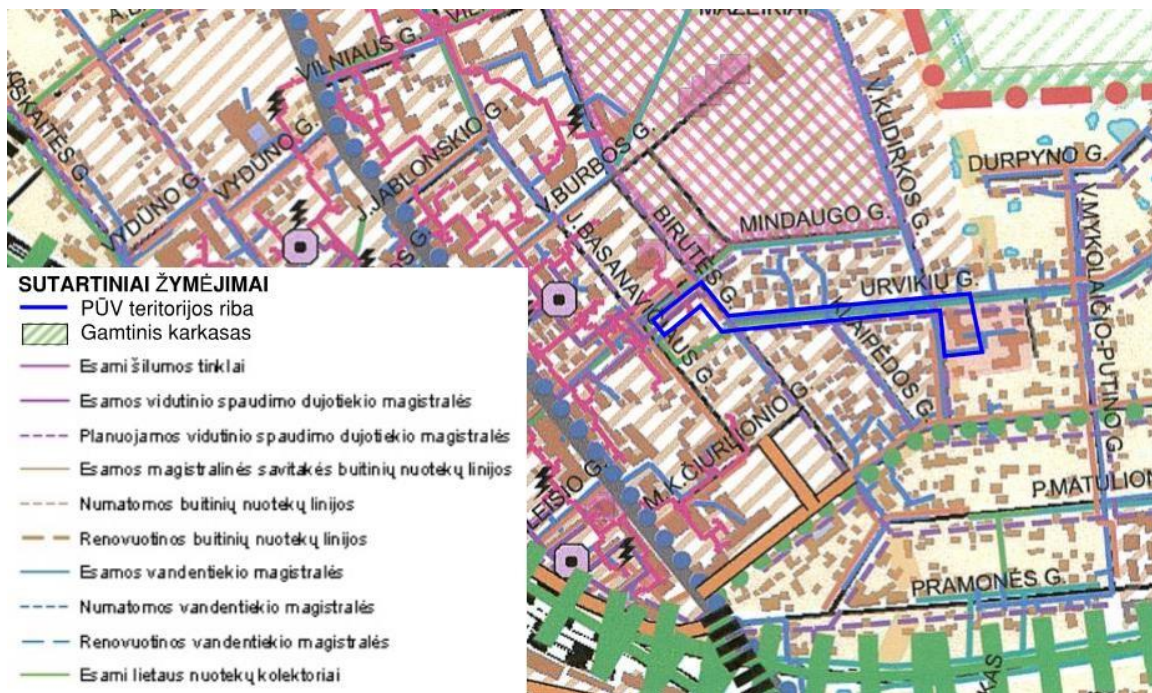 VILNIAUS G.
MAŽEIKIAI
VYDŪNO G.
VYDŪNO G.
J.JABLONSKIO G.
V.BURBOS G.
V.KUDIRKOS G.
DURPYNO G.
V.MYKOLAIČIO-PUTINO G.
BIRUTĖS G.
MINDAUGO G.
J.BASANAVIČIAUS G.
URVIKIŲ G.
KLAIPĖDOS G.
M.K.ČIURLIONIO G.
P.MATULION
PRAMONĖS G.
SUTARTINIAI ŽYMĖJIMAI
PŪV teritorijos riba
Gamtinis karkasas
Esami šilumos tinklai
Esamos vidutinio spaudimo dujotiekio magistralės
Planuojamos vidutinio spaudimo dujotiekio magistralės
Esamos magistralinės savitakės buitinių nuotekų linijos
Numatomos buitinių nuotekų linijos
Renovuotinos buitinių nuotekų linijos
Esamos vandentiekio magistralės
Numatomos vandentiekio magistralės
Renovuotinos vandentiekio magistralės
Esami lietaus nuotekų kolektoriai